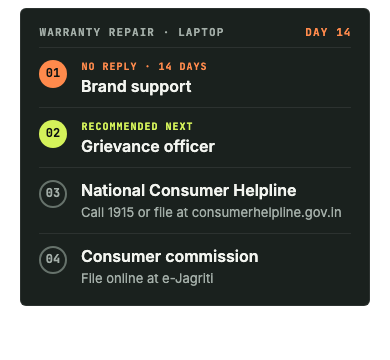 WARRANTY REPAIR · LAPTOP DAY 14
01 NO REPLY · 14 DAYS
Brand support
02 RECOMMENDED NEXT
Grievance officer
03 National Consumer Helpline
Call 1915 or file at consumerhelpline.gov.in
04 Consumer commission
File online at e-Jagriti